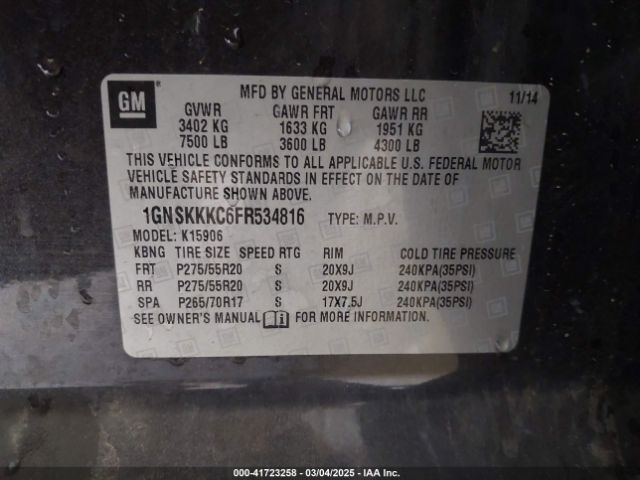 GM
MFD BY GENERAL MOTORS LLC 11/14
GVWR GAWR FRT GAWR RR
3402 KG 1633 KG 1951 KG
7500 LB 3600 LB 4300 LB
THIS VEHICLE CONFORMS TO ALL APPLICABLE U.S. FEDERAL MOTOR
VEHICLE SAFETY STANDARDS IN EFFECT ON THE DATE OF
MANUFACTURE SHOWN ABOVE.
1GNSKKKC6FR534816 TYPE: M.P.V.
MODEL: K15906
KBNG TIRE SIZE SPEED RTG RIM COLD TIRE PRESSURE
FRT P275/55R20 S 20X9J 240KPA(35PSI)
RR P275/55R20 S 20X9J 240KPA(35PSI)
SPA P265/70R17 S 17X7.5J 240KPA(35PSI)
SEE OWNER'S MANUAL FOR MORE INFORMATION.
000-41723258 - 03/04/2025 - IAA Inc.